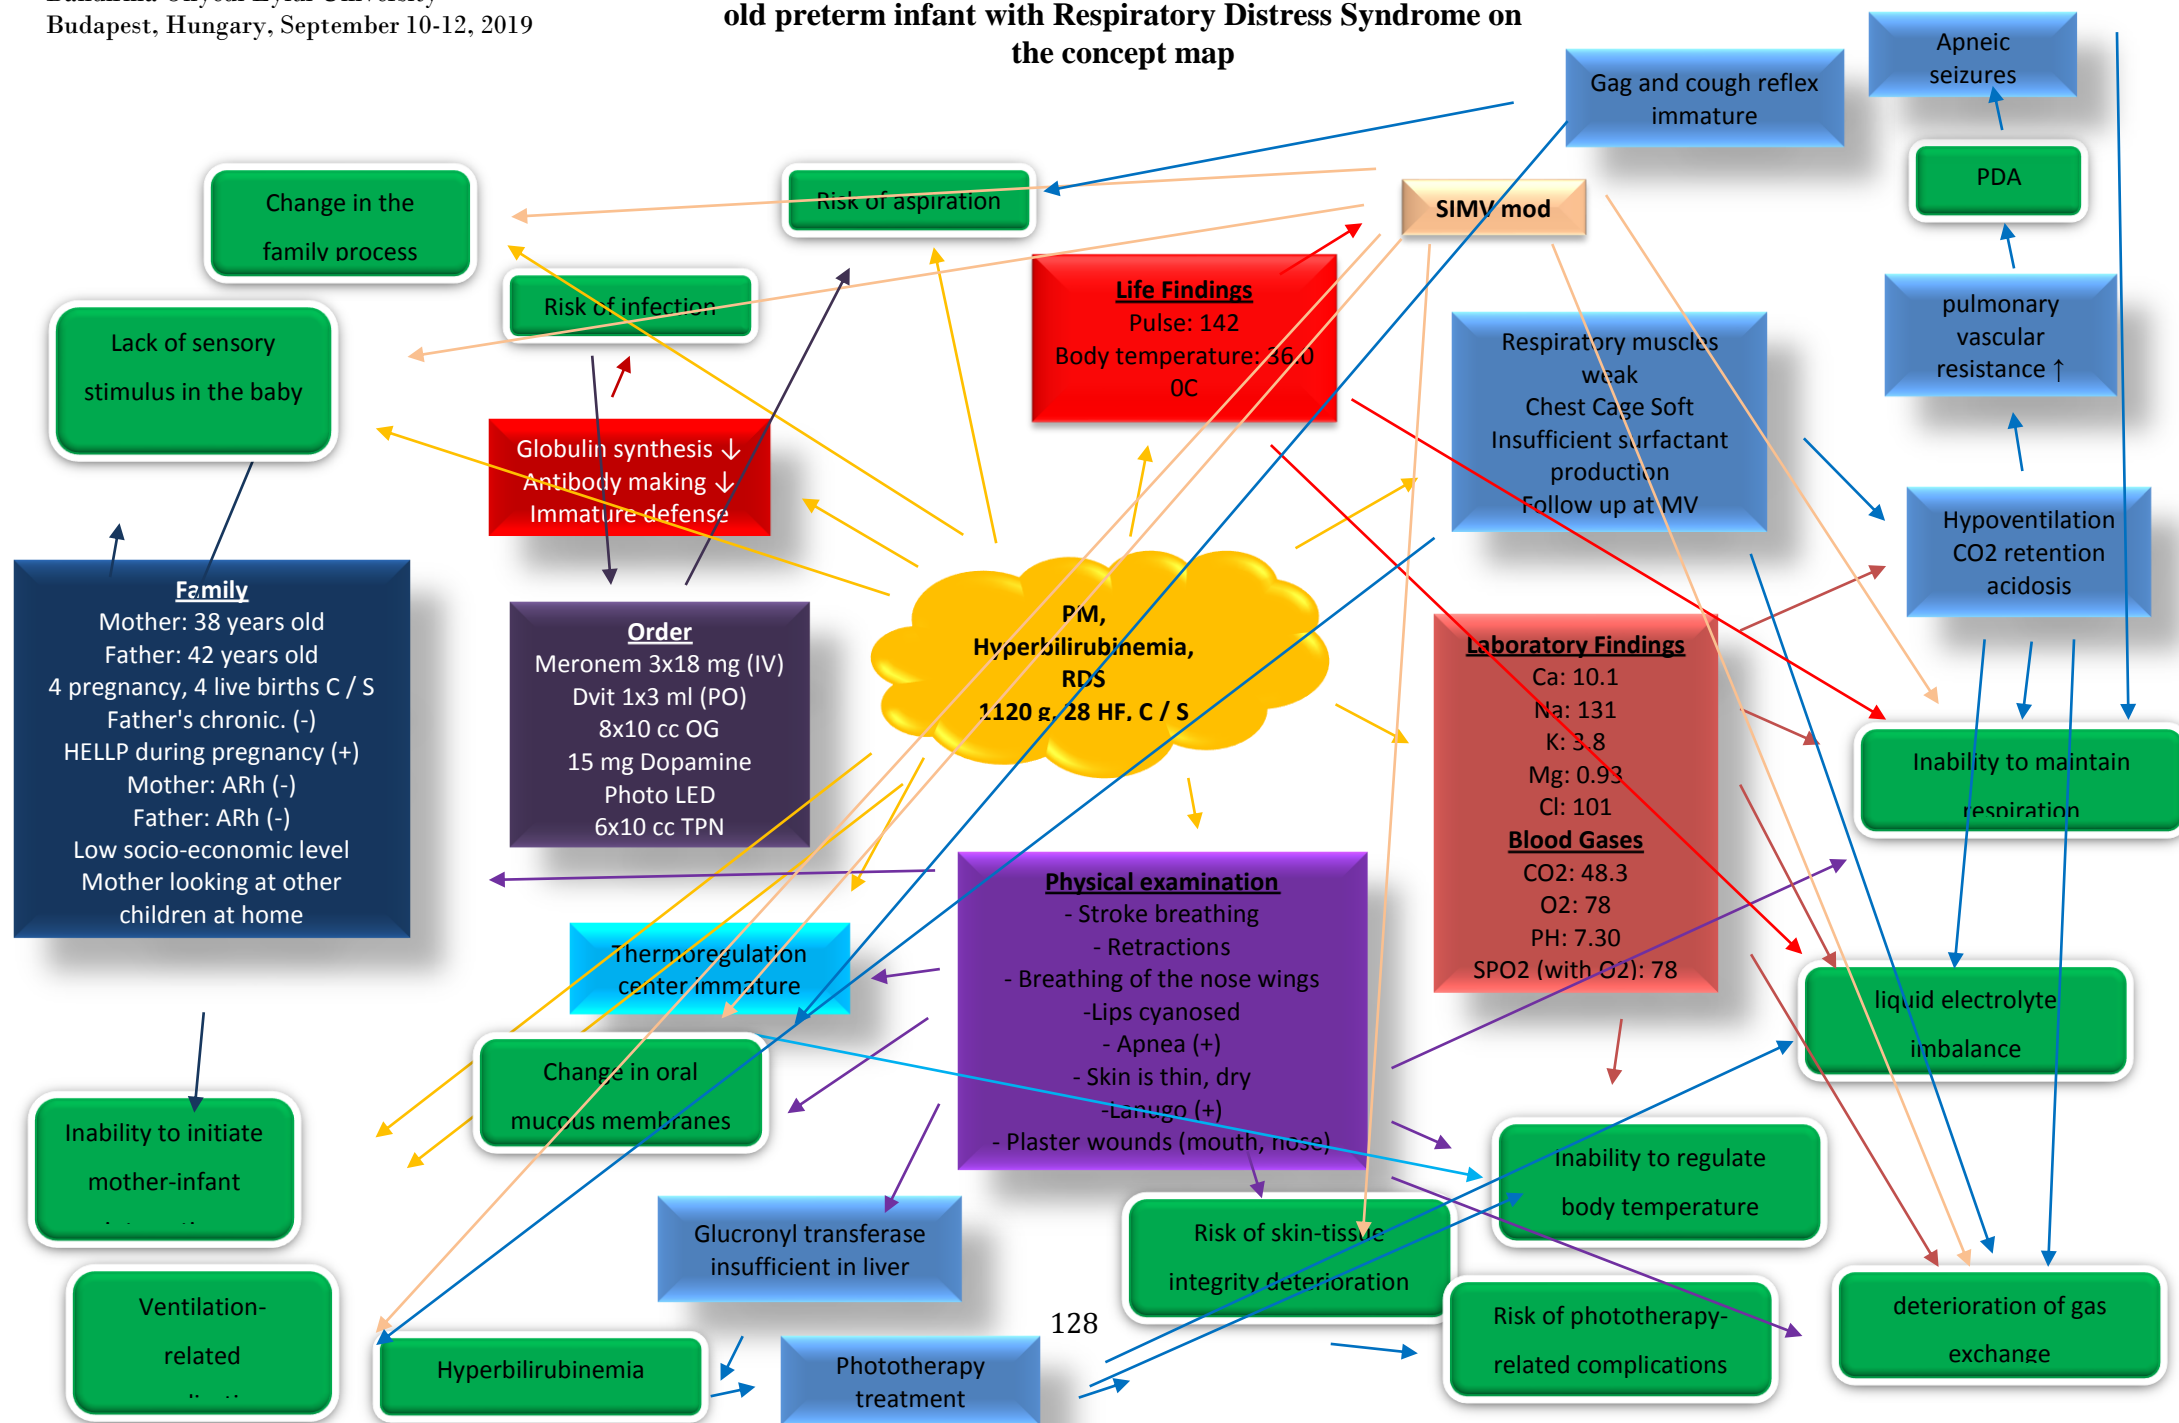 Budapest, Hungary, September 10-12, 2019
old preterm infant with Respiratory Distress Syndrome on
the concept map
Apneic
seizures
Gag and cough reflex
immature
PDA
Change in the
family process
Risk of aspiration
SIMV mod
Risk of infection
Life Findings
Pulse: 142
Body temperature: 36.0
0C
pulmonary
vascular
resistance ↑
Lack of sensory
stimulus in the baby
Respiratory muscles
weak
Chest Cage Soft
Insufficient surfactant
production
Follow up at MV
Globulin synthesis ↓
Antibody making ↓
Immature defense
Hypoventilation
CO2 retention
acidosis
Family
Mother: 38 years old
Father: 42 years old
4 pregnancy, 4 live births C / S
Father's chronic. (-)
HELLP during pregnancy (+)
Mother: ARh (-)
Father: ARh (-)
Low socio-economic level
Mother looking at other
children at home
Order
Meronem 3x18 mg (IV)
Dvit 1x3 ml (PO)
8x10 cc OG
15 mg Dopamine
Photo LED
6x10 cc TPN
PM,
Hyperbilirubinemia,
RDS
1120 g, 28 HF, C / S
Laboratory Findings
Ca: 10.1
Na: 131
K: 3.8
Mg: 0.93
Cl: 101
Blood Gases
CO2: 48.3
O2: 78
PH: 7.30
SPO2 (with O2): 78
Inability to maintain
respiration
Physical examination
- Stroke breathing
- Retractions
- Breathing of the nose wings
-Lips cyanosed
- Apnea (+)
- Skin is thin, dry
-Lanugo (+)
- Plaster wounds (mouth, nose)
Thermoregulation
center immature
liquid electrolyte
imbalance
Change in oral
mucous membranes
Inability to initiate
mother-infant
Inability to regulate
body temperature
Glucronyl transferase
insufficient in liver
Risk of skin-tissue
integrity deterioration
Ventilation-
related
Hyperbilirubinemia
Phototherapy
treatment
Risk of phototherapy-
related complications
deterioration of gas
exchange
128